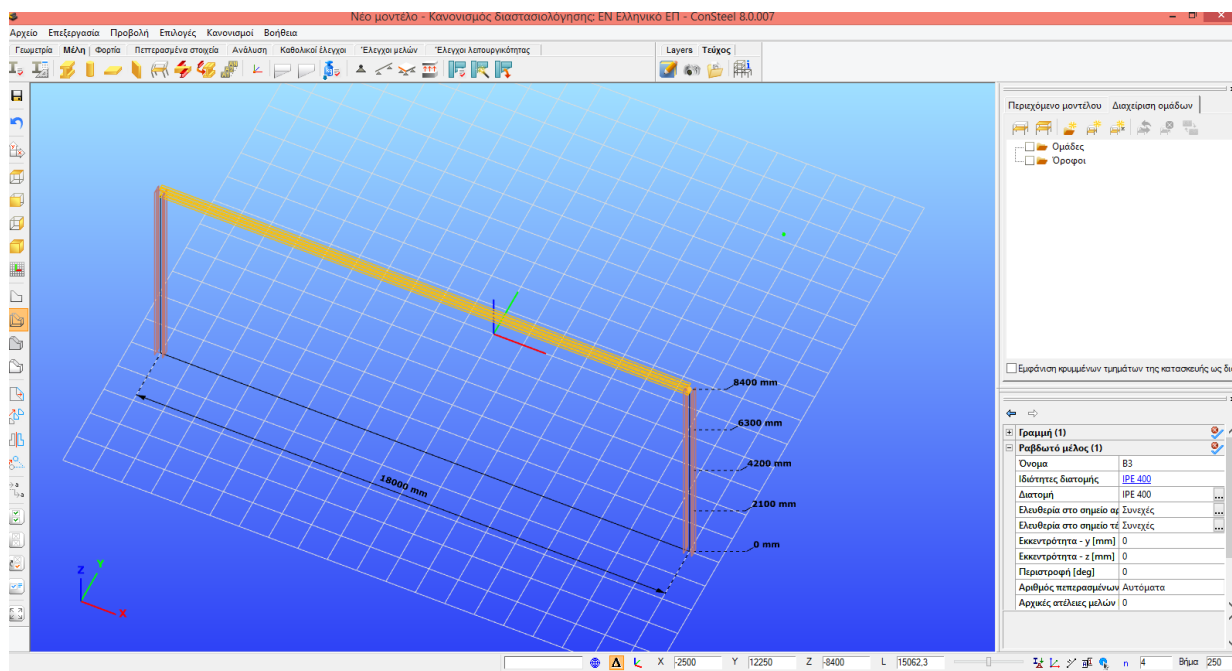 Νέο μοντέλο - Κανονισμός διαστασιολόγησης: EN Ελληνικό ΕΠ - ConSteel 8.0.007
Αρχείο Επεξεργασία Προβολή Επιλογές Κανονισμοί Βοήθεια
Γεωμετρία Μέλη Φορτία Πεπερασμένα στοιχεία Ανάλυση Καθολικοί έλεγχοι Έλεγχοι μελών Έλεγχοι λειτουργικότητας Layers Τεύχος
Περιεχόμενο μοντέλου Διαχείριση ομάδων
Ομάδες
Όροφοι
8400 mm
6300 mm
4200 mm
2100 mm
0 mm
18000 mm
Z
Y
X
Εμφάνιση κρυμμένων τμημάτων της κατασκευής ως δι
Γραμμή (1)
Ραβδωτό μέλος (1)
Όνομα B3
Ιδιότητες διατομής IPE 400
Διατομή IPE 400 ...
Ελευθερία στο σημείο αρ Συνεχές ...
Ελευθερία στο σημείο τέ Συνεχές ...
Εκκεντρότητα - y [mm] 0
Εκκεντρότητα - z [mm] 0
Περιστροφή [deg] 0
Αριθμός πεπερασμένων Αυτόματα
Αρχικές ατέλειες μελών 0
Δ X -2500 Y 12250 Z -8400 L 15062,3 n 4 Βήμα 250